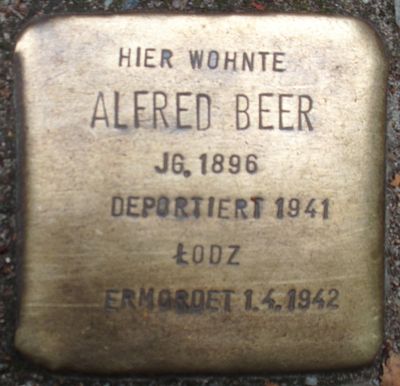 HIER WOHNTE
ALFRED BEER
JG. 1896
DEPORTIERT 1941
ŁODZ
ERMORDET 1.4.1942